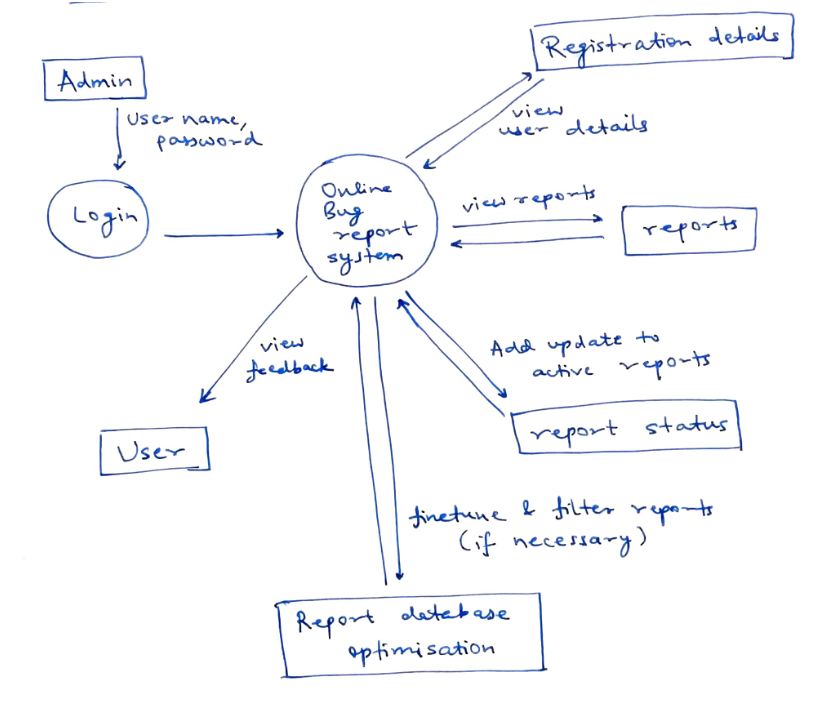 Registration details
Admin
User name,
password
view
user details
Login
Online
Bug
report
system
view reports
reports
view
feedback
Add update to
active reports
User
report status
finetune & filter reports
(if necessary)
Report database
optimisation